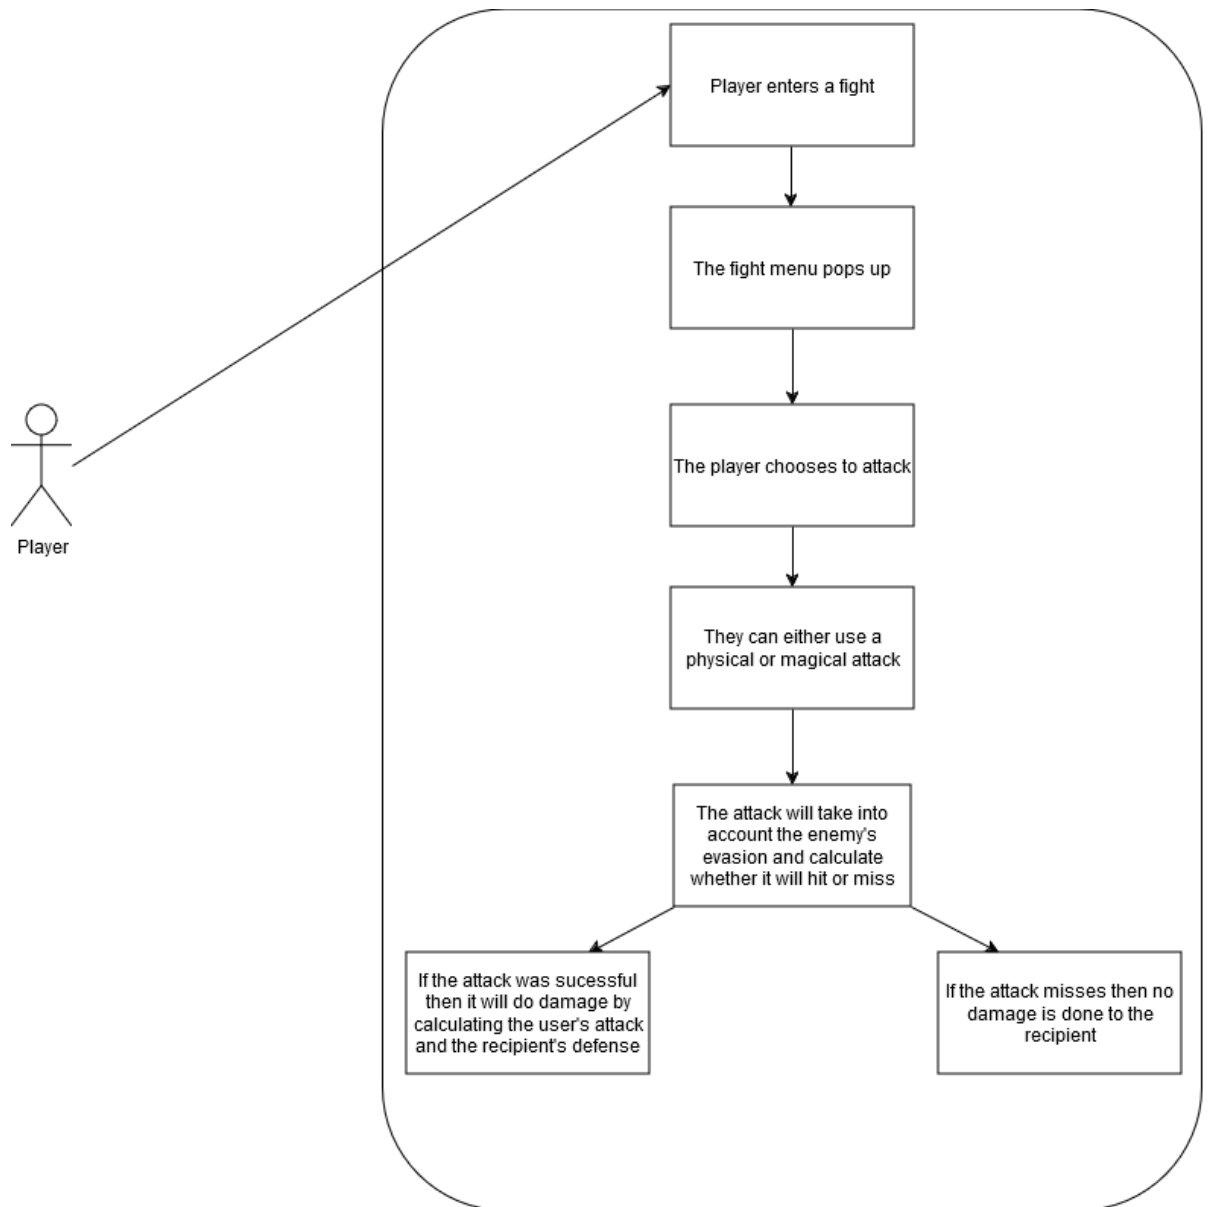 Player enters a fight
The fight menu pops up
The player chooses to attack
Player
They can either use a
physical or magical attack
The attack will take into
account the enemy's
evasion and calculate
whether it will hit or miss
If the attack was sucessful
then it will do damage by
calculating the user's attack
and the recipient's defense
If the attack misses then no
damage is done to the
recipient